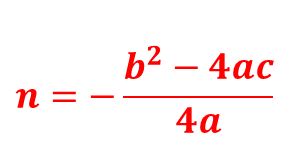 n = − (b² − 4ac) / 4a